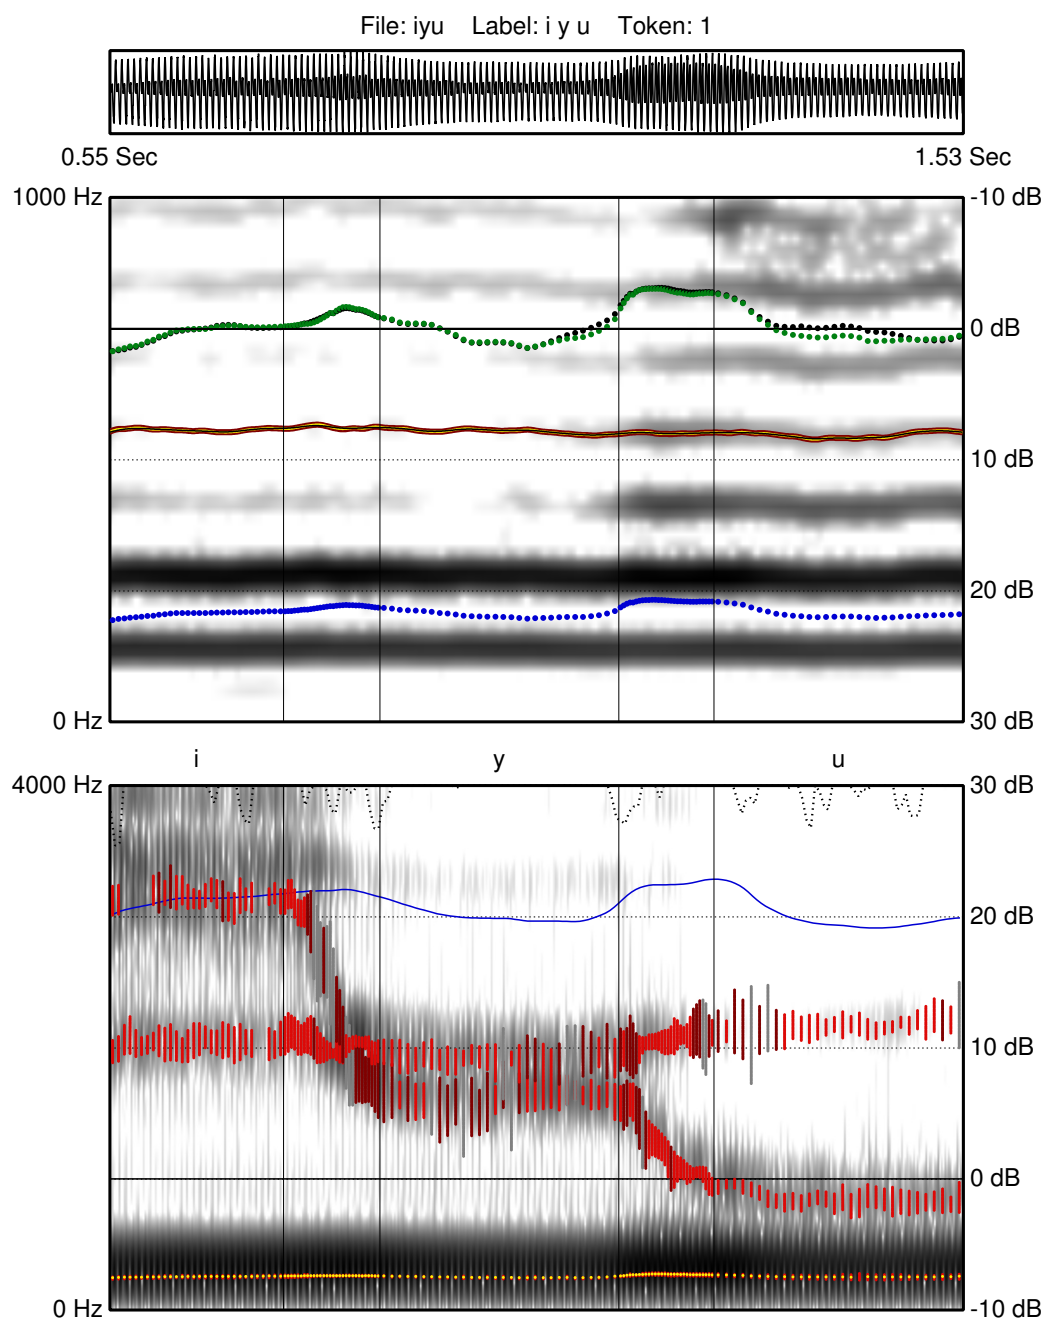 File: iyu Label: i y u Token: 1
0.55 Sec 1.53 Sec
1000 Hz -10 dB
0 dB
10 dB
20 dB
0 Hz 30 dB
i y u
4000 Hz 30 dB
20 dB
10 dB
0 dB
0 Hz -10 dB